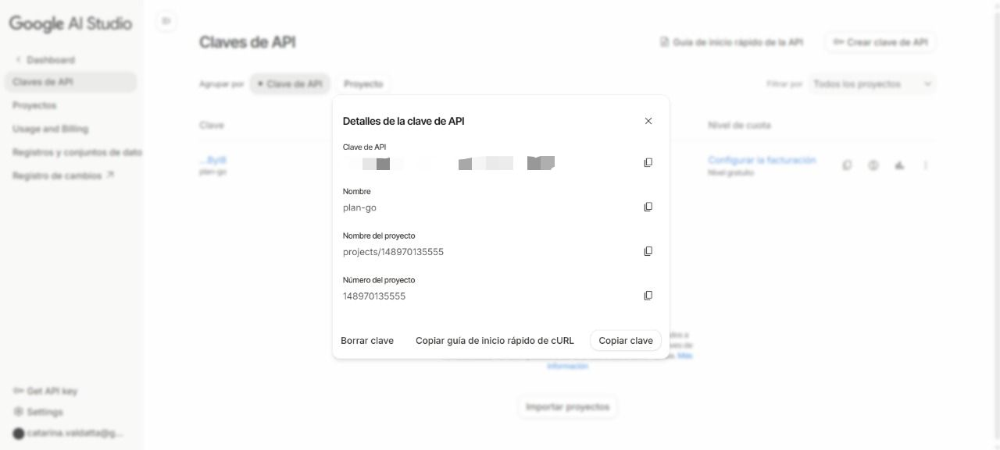 Google AI Studio
Dashboard
Claves de API
Proyectos
Usage and Billing
Registros y conjuntos de dato
Registro de cambios
Get API key
Settings
catarina.valdatta@g...
Claves de API
Guía de inicio rápido de la API
Crear clave de API
Agrupar por
Clave de API
Proyecto
Filtrar por
Todos los proyectos
Clave
Nivel de cuota
plan-go
Configurar la facturación
Nivel gratuito
Detalles de la clave de API
Clave de API
Nombre
plan-go
Nombre del proyecto
projects/148970135555
Número del proyecto
148970135555
Borrar clave
Copiar guía de inicio rápido de cURL
Copiar clave
Más
información
Importar proyectos